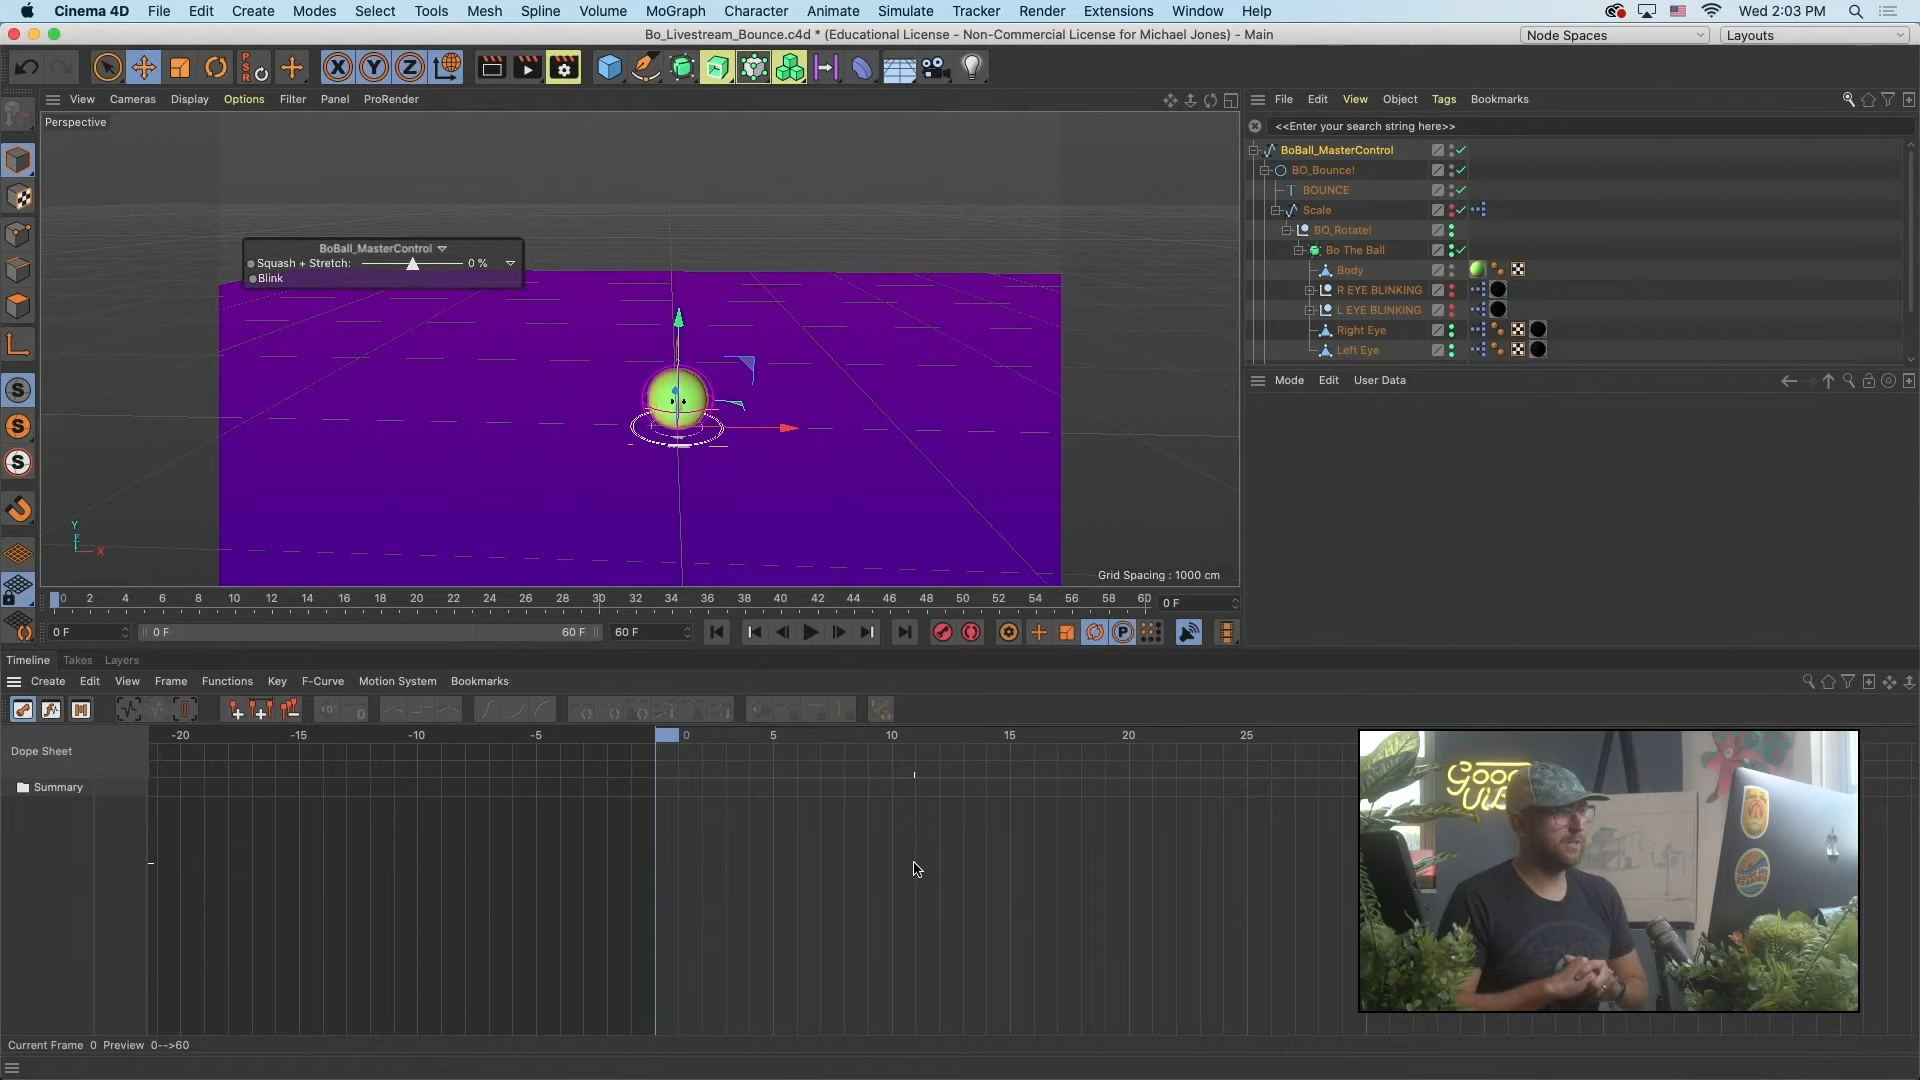 Cinema 4D File Edit Create Modes Select Tools Mesh Spline Volume MoGraph Character Animate Simulate Tracker Render Extensions Window Help Wed 2:03 PM
Bo_Livestream_Bounce.c4d * (Educational License - Non-Commercial License for Michael Jones) - Main
Node Spaces
Layouts
PSR X Y Z
View Cameras Display Options Filter Panel ProRender
Perspective
BoBall_MasterControl
Squash + Stretch: 0 %
Blink
Y
X
Grid Spacing : 1000 cm
File Edit View Object Tags Bookmarks
<<Enter your search string here>>
BoBall_MasterControl
BO_Bounce!
BOUNCE
Scale
BO_Rotate!
Bo The Ball
Body
R EYE BLINKING
L EYE BLINKING
Right Eye
Left Eye
Mode Edit User Data
S
S
S
0 2 4 6 8 10 12 14 16 18 20 22 24 26 28 30 32 34 36 38 40 42 44 46 48 50 52 54 56 58 60 0 F
0 F 0 F 60 F 60 F
P
Timeline Takes Layers
Create Edit View Frame Functions Key F-Curve Motion System Bookmarks
-20 -15 -10 -5 0 5 10 15 20 25
Dope Sheet
Summary
Good
Current Frame 0 Preview 0-->60